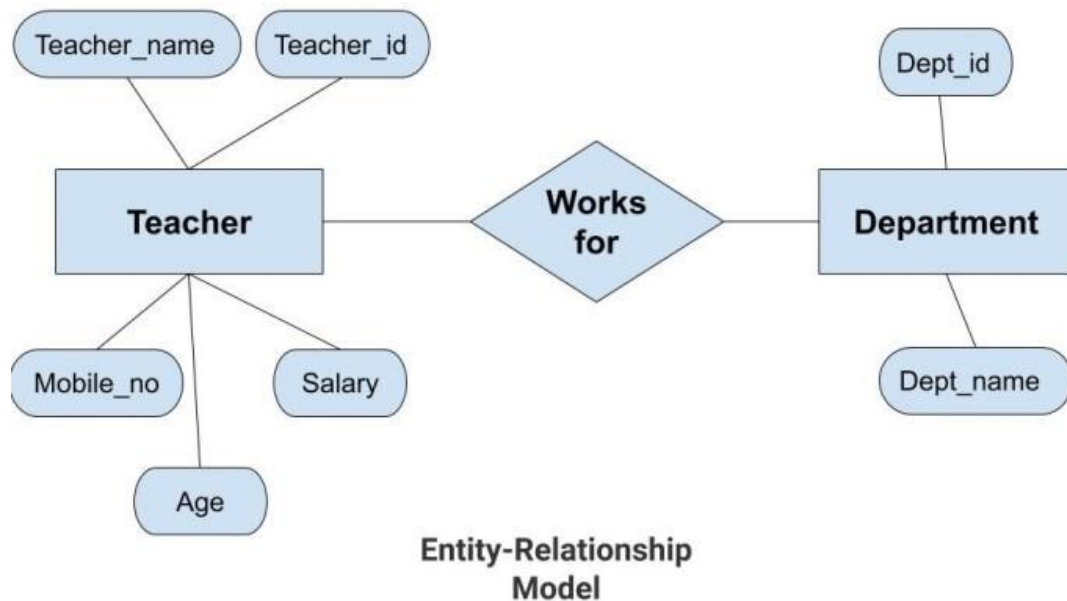 Teacher_name
Teacher_id
Dept_id
Teacher
Works
for
Department
Mobile_no
Salary
Dept_name
Age
Entity-Relationship
Model